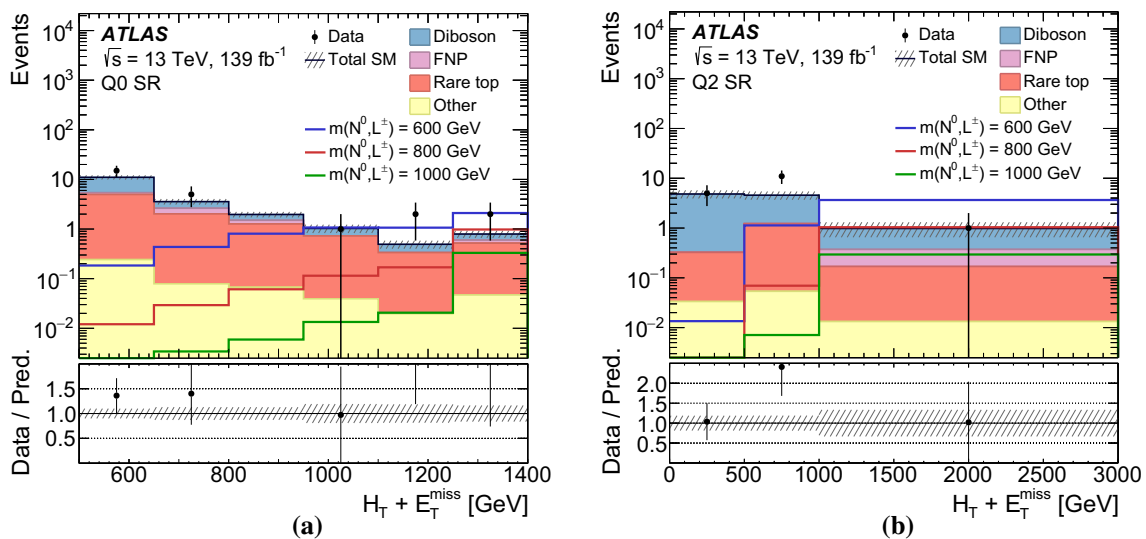 Events
10⁴
10³
10²
10
1
10⁻¹
10⁻²
ATLAS
√s = 13 TeV, 139 fb⁻¹
Q0 SR
Data
Total SM
Diboson
FNP
Rare top
Other
m(N⁰,L±) = 600 GeV
m(N⁰,L±) = 800 GeV
m(N⁰,L±) = 1000 GeV
Data / Pred.
1.5
1.0
0.5
600 800 1000 1200 1400
H_T + E_T^miss [GeV]
(a)
Events
10⁴
10³
10²
10
1
10⁻¹
10⁻²
ATLAS
√s = 13 TeV, 139 fb⁻¹
Q2 SR
Data
Total SM
Diboson
FNP
Rare top
Other
m(N⁰,L±) = 600 GeV
m(N⁰,L±) = 800 GeV
m(N⁰,L±) = 1000 GeV
Data / Pred.
2.0
1.5
1.0
0.5
0 500 1000 1500 2000 2500 3000
H_T + E_T^miss [GeV]
(b)